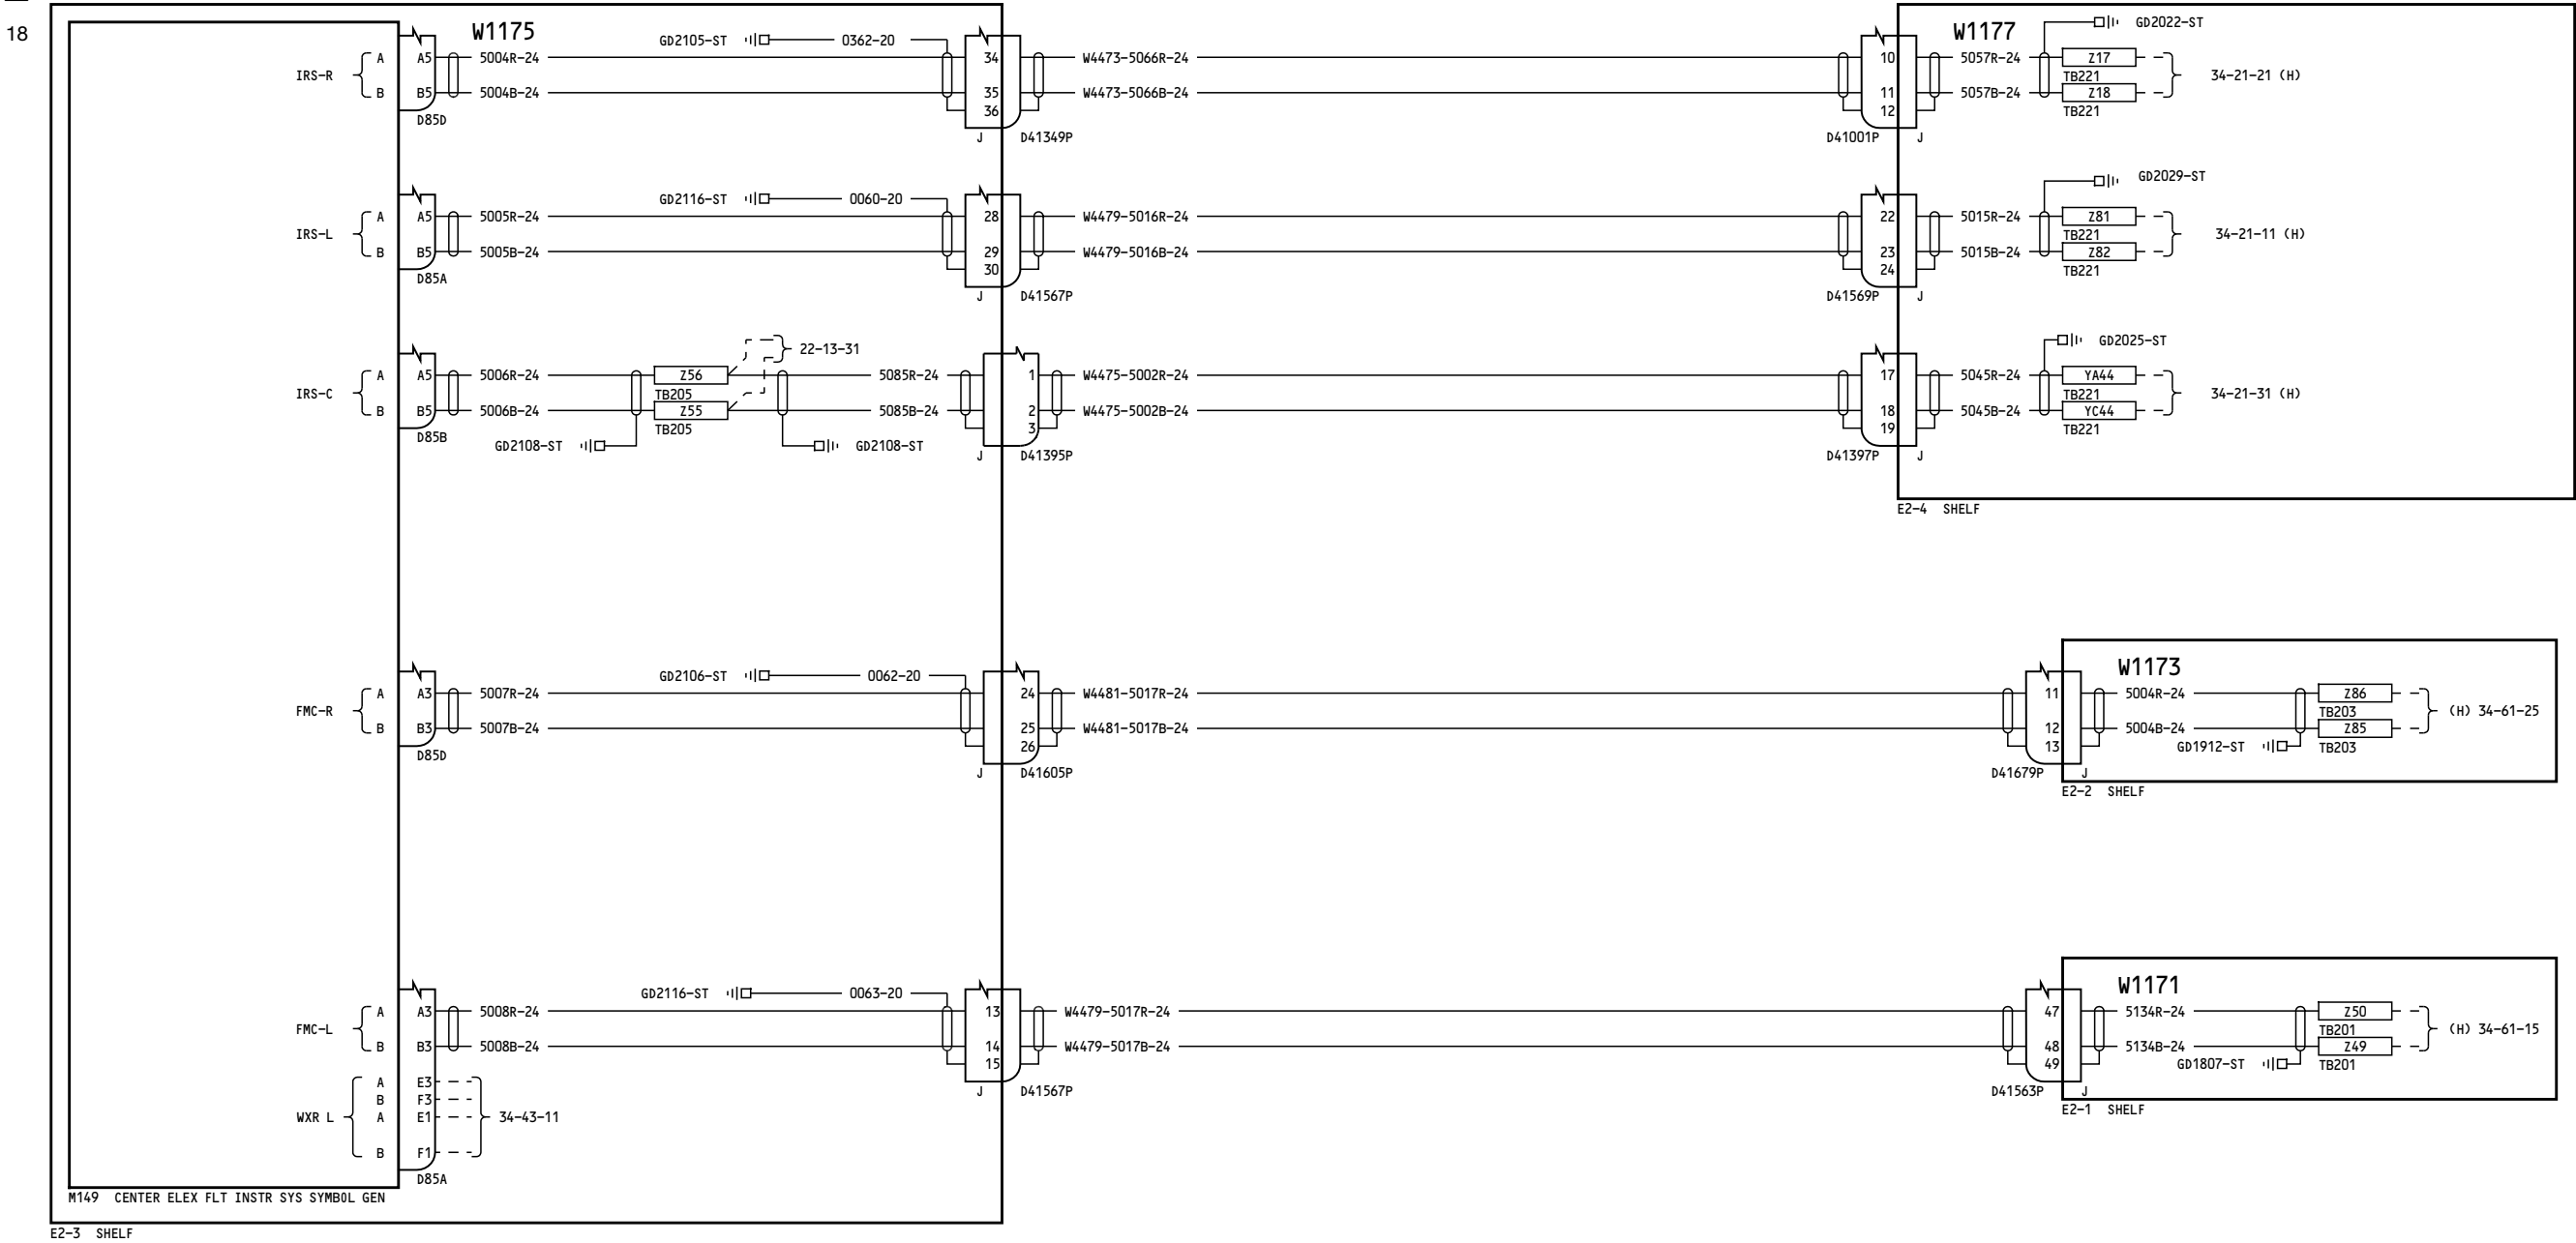 18
W1175
W1177
GD2105-ST 0362-20
GD2022-ST
IRS-R
A A5 5004R-24 34 W4473-5066R-24 10 5057R-24 Z17
TB221
34-21-21 (H)
B B5 5004B-24 35 W4473-5066B-24 11 5057B-24 Z18
36 12 TB221
D85D J D41349P D41001P J
GD2116-ST 0060-20
GD2029-ST
IRS-L
A A5 5005R-24 28 W4479-5016R-24 22 5015R-24 Z81
TB221
34-21-11 (H)
B B5 5005B-24 29 W4479-5016B-24 23 5015B-24 Z82
30 24 TB221
D85A J D41567P D41569P J
22-13-31
GD2025-ST
IRS-C
A A5 5006R-24 Z56 5085R-24 1 W4475-5002R-24 17 5045R-24 YA44
TB205 TB221
34-21-31 (H)
B B5 5006B-24 Z55 5085B-24 2 W4475-5002B-24 18 5045B-24 YC44
TB205 3 19 TB221
D85B GD2108-ST GD2108-ST J D41395P D41397P J
E2-4 SHELF
W1173
GD2106-ST 0062-20
FMC-R
A A3 5007R-24 24 W4481-5017R-24 11 5004R-24 Z86
TB203
(H) 34-61-25
B B3 5007B-24 25 W4481-5017B-24 12 5004B-24 Z85
26 13 GD1912-ST TB203
D85D J D41605P D41679P J
E2-2 SHELF
W1171
GD2116-ST 0063-20
FMC-L
A A3 5008R-24 13 W4479-5017R-24 47 5134R-24 Z50
TB201
(H) 34-61-15
B B3 5008B-24 14 W4479-5017B-24 48 5134B-24 Z49
15 49 GD1807-ST TB201
J D41567P D41563P J
E2-1 SHELF
A E3
B F3
WXR L A E1 34-43-11
B F1
D85A
M149 CENTER ELEX FLT INSTR SYS SYMBOL GEN
E2-3 SHELF